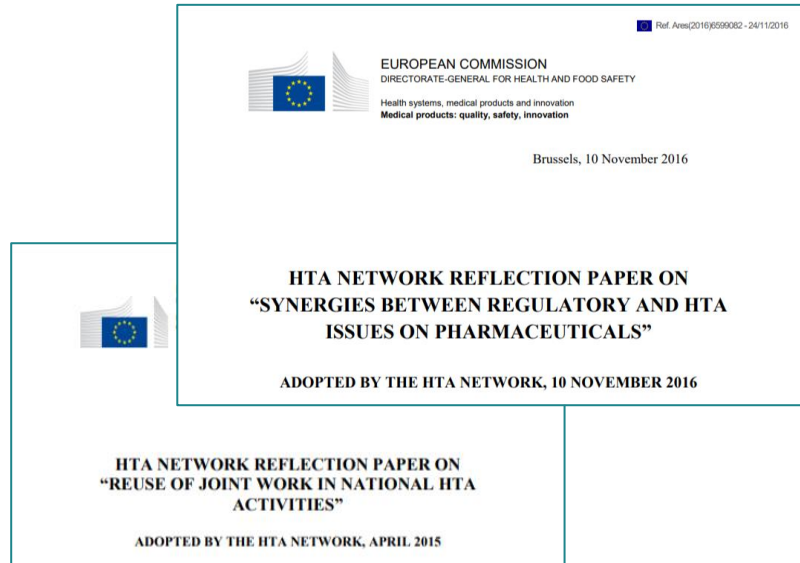 Ref. Ares(2016)6599082 - 24/11/2016
EUROPEAN COMMISSION
DIRECTORATE-GENERAL FOR HEALTH AND FOOD SAFETY
Health systems, medical products and innovation
Medical products: quality, safety, innovation
Brussels, 10 November 2016
HTA NETWORK REFLECTION PAPER ON
“SYNERGIES BETWEEN REGULATORY AND HTA
ISSUES ON PHARMACEUTICALS”
ADOPTED BY THE HTA NETWORK, 10 NOVEMBER 2016
HTA NETWORK REFLECTION PAPER ON
“REUSE OF JOINT WORK IN NATIONAL HTA
ACTIVITIES”
ADOPTED BY THE HTA NETWORK, APRIL 2015